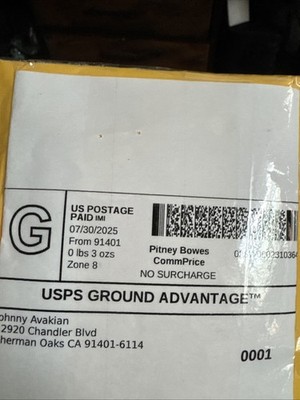 G
US POSTAGE
PAID IMI
07/30/2025
From 91401
0 lbs 3 ozs
Zone 8
Pitney Bowes
CommPrice
NO SURCHARGE
USPS GROUND ADVANTAGE™
ohnny Avakian
2920 Chandler Blvd
herman Oaks CA 91401-6114
0001